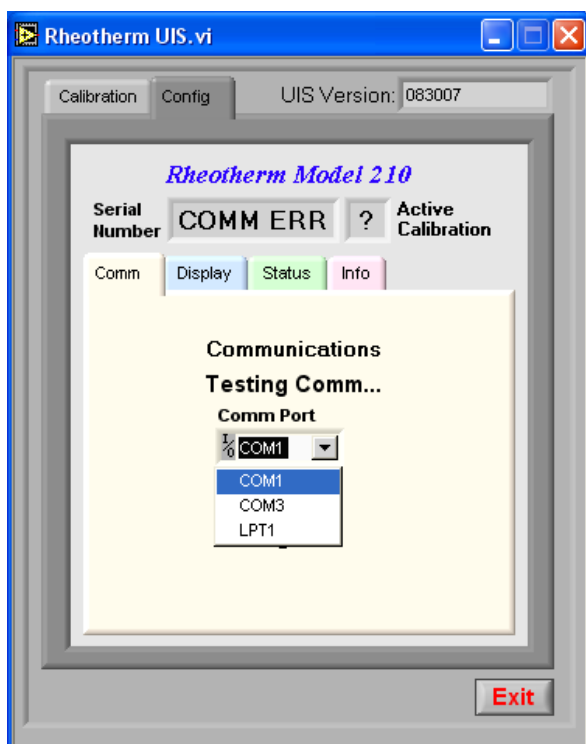 Rheotherm UIS.vi
Calibration Config UIS Version: 083007
Rheotherm Model 210
Serial Number COMM ERR ? Active Calibration
Comm Display Status Info
Communications
Testing Comm...
Comm Port
I/O COM1
COM1
COM3
LPT1
Exit